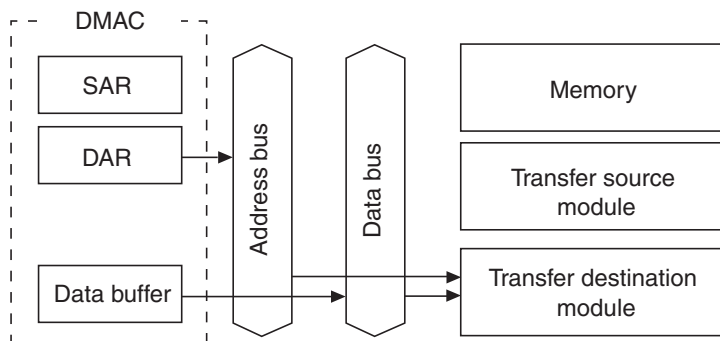 DMAC
SAR
DAR
Data buffer
Address bus
Data bus
Memory
Transfer source
module
Transfer destination
module